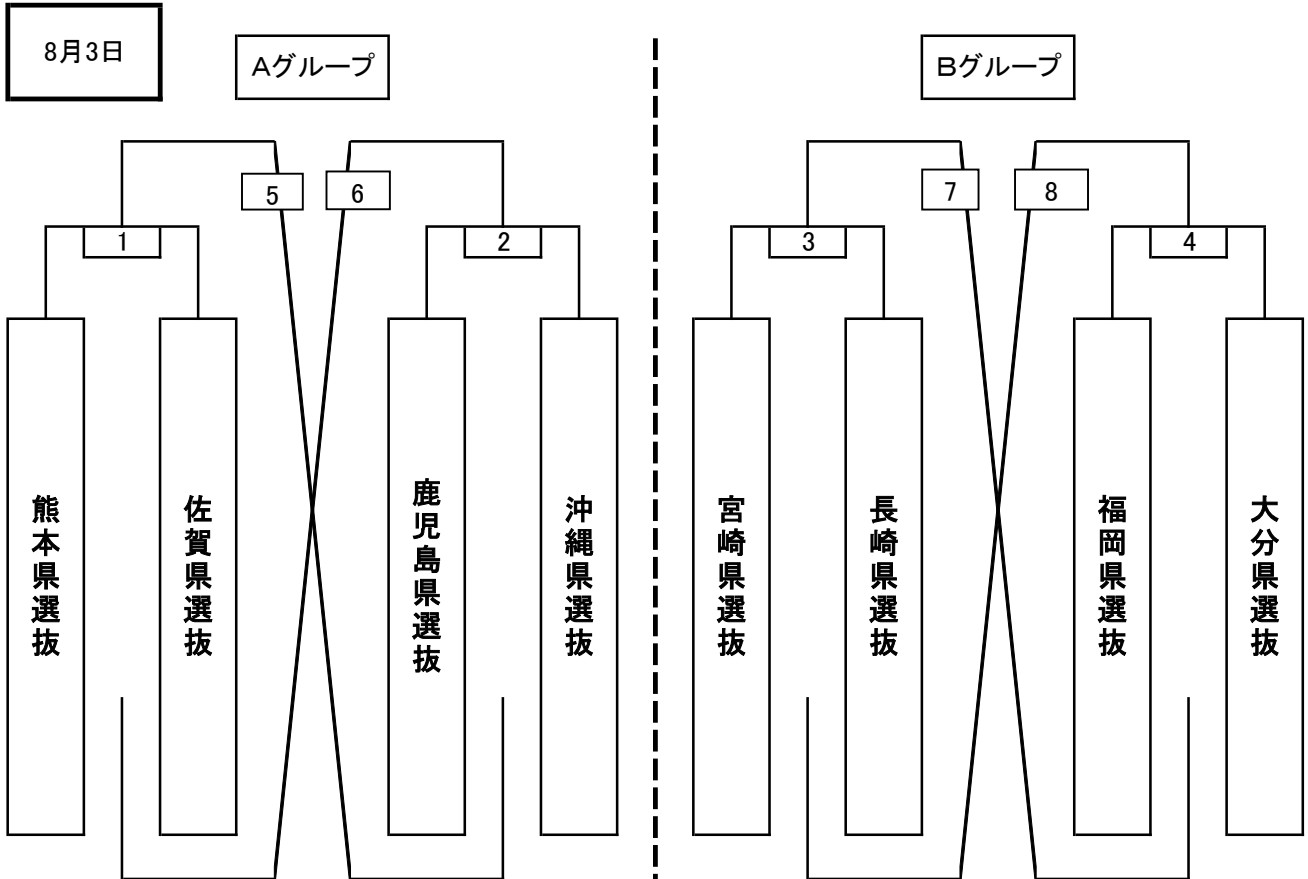 8月3日
Aグループ
Bグループ
5
6
7
8
1
2
3
4
熊本県選抜
佐賀県選抜
鹿児島県選抜
沖縄県選抜
宮崎県選抜
長崎県選抜
福岡県選抜
大分県選抜